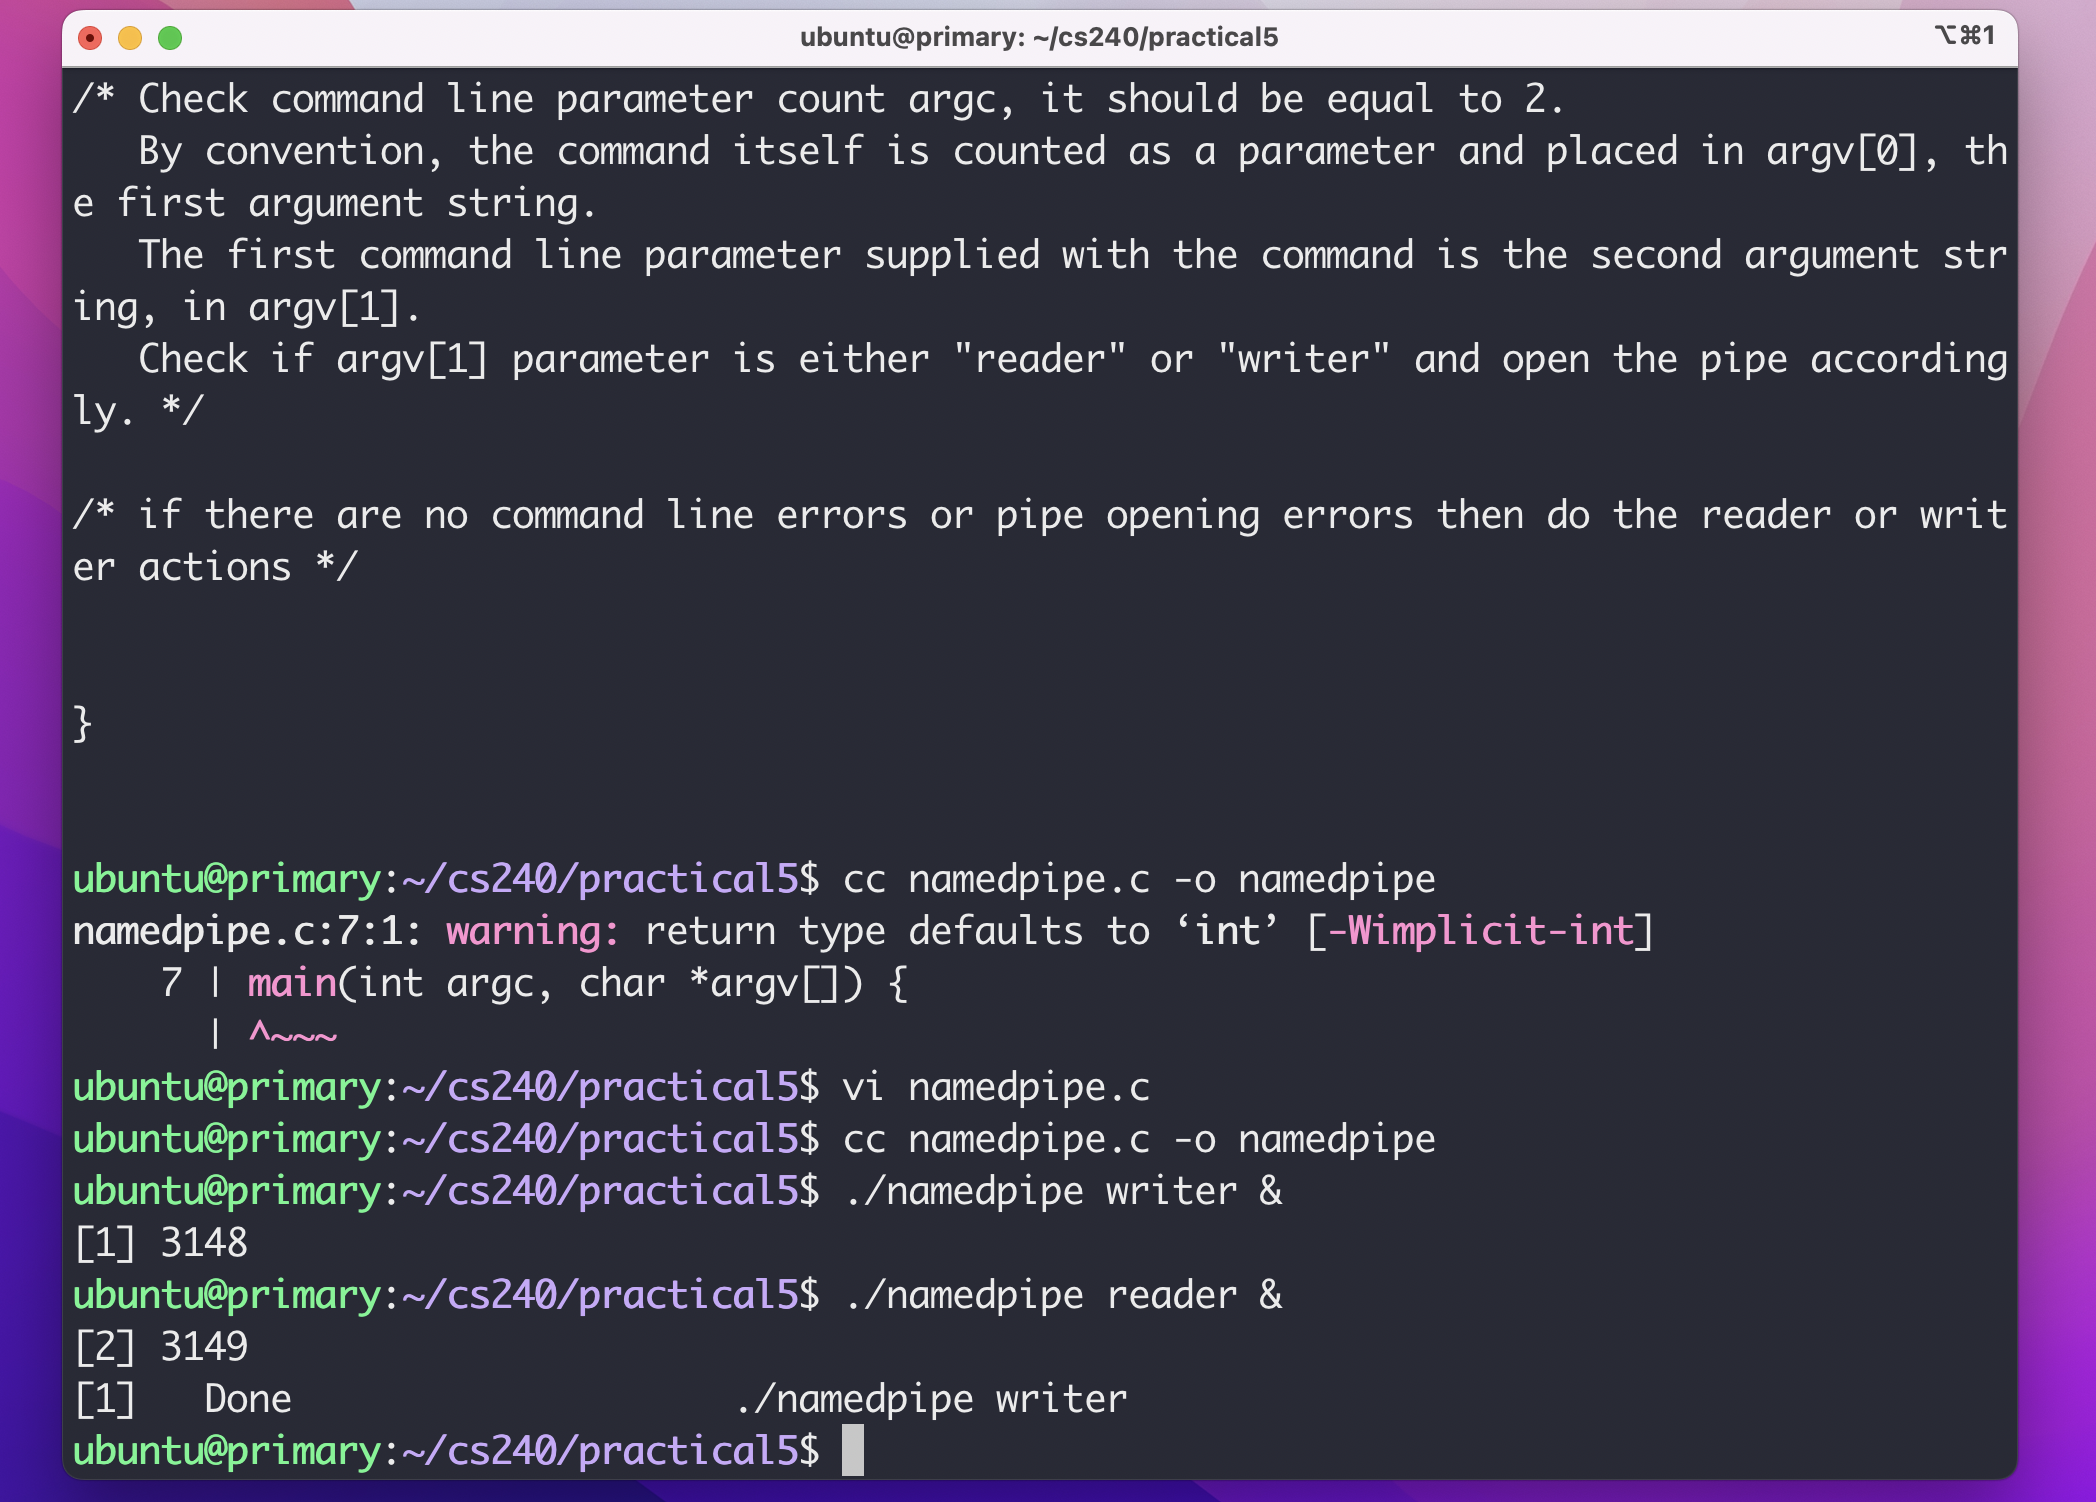 ubuntu@primary: ~/cs240/practical5
⌥⌘1
/* Check command line parameter count argc, it should be equal to 2.
   By convention, the command itself is counted as a parameter and placed in argv[0], th
e first argument string.
   The first command line parameter supplied with the command is the second argument str
ing, in argv[1].
   Check if argv[1] parameter is either "reader" or "writer" and open the pipe according
ly. */
/* if there are no command line errors or pipe opening errors then do the reader or writ
er actions */
}
ubuntu@primary:~/cs240/practical5$ cc namedpipe.c -o namedpipe
namedpipe.c:7:1: warning: return type defaults to ‘int’ [-Wimplicit-int]
    7 | main(int argc, char *argv[]) {
      | ^~~~
ubuntu@primary:~/cs240/practical5$ vi namedpipe.c
ubuntu@primary:~/cs240/practical5$ cc namedpipe.c -o namedpipe
ubuntu@primary:~/cs240/practical5$ ./namedpipe writer &
[1] 3148
ubuntu@primary:~/cs240/practical5$ ./namedpipe reader &
[2] 3149
[1]   Done                    ./namedpipe writer
ubuntu@primary:~/cs240/practical5$